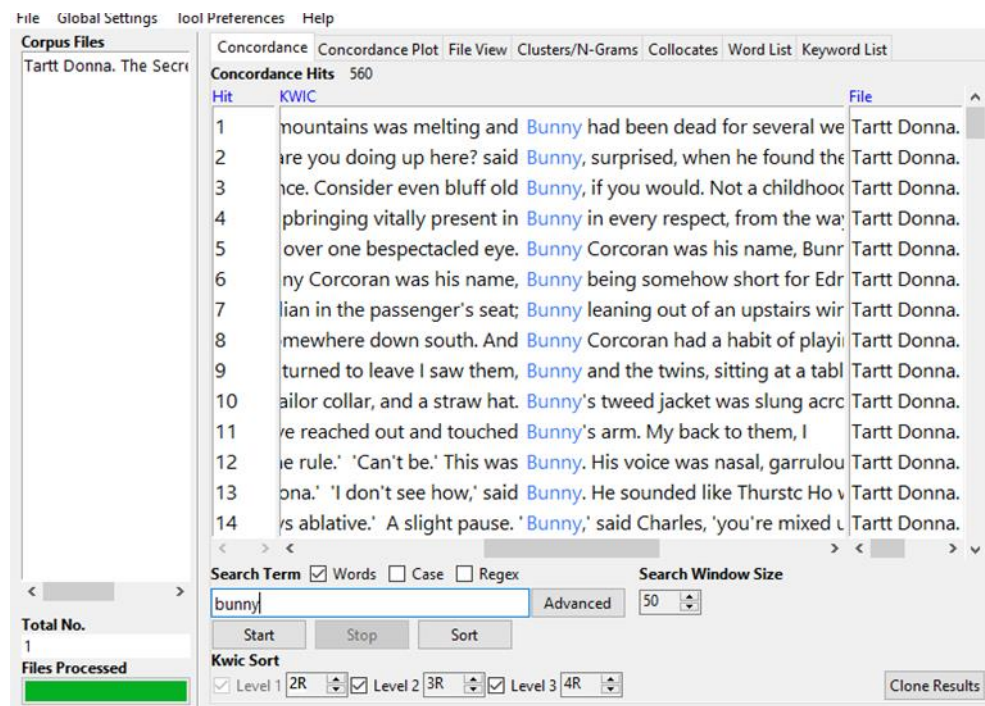 File Global Settings Tool Preferences Help
Corpus Files
Tartt Donna. The Secre
Concordance Concordance Plot File View Clusters/N-Grams Collocates Word List Keyword List
Concordance Hits 560
Hit KWIC File
1 mountains was melting and Bunny had been dead for several we Tartt Donna.
2 are you doing up here? said Bunny, surprised, when he found the Tartt Donna.
3 nce. Consider even bluff old Bunny, if you would. Not a childhood Tartt Donna.
4 pbringing vitally present in Bunny in every respect, from the way Tartt Donna.
5 over one bespectacled eye. Bunny Corcoran was his name, Bunn Tartt Donna.
6 ny Corcoran was his name, Bunny being somehow short for Edr Tartt Donna.
7 lian in the passenger's seat; Bunny leaning out of an upstairs win Tartt Donna.
8 mewhere down south. And Bunny Corcoran had a habit of playi Tartt Donna.
9 turned to leave I saw them, Bunny and the twins, sitting at a tabl Tartt Donna.
10 ailor collar, and a straw hat. Bunny's tweed jacket was slung acro Tartt Donna.
11 ve reached out and touched Bunny's arm. My back to them, I Tartt Donna.
12 e rule.' 'Can't be.' This was Bunny. His voice was nasal, garrulou Tartt Donna.
13 ona.' 'I don't see how,' said Bunny. He sounded like Thurstc Ho v Tartt Donna.
14 ys ablative.' A slight pause. 'Bunny,' said Charles, 'you're mixed u Tartt Donna.
Search Term Words Case Regex Search Window Size
bunny Advanced 50
Total No.
1
Start Stop Sort
Files Processed
Kwic Sort
Level 1 2R Level 2 3R Level 3 4R Clone Results